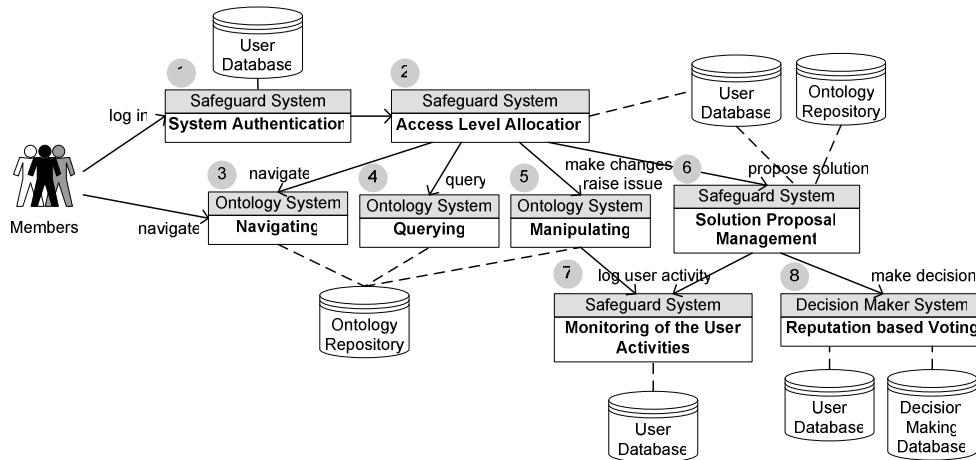 User
Database
1
2
Safeguard System
System Authentication
log in
Safeguard System
Access Level Allocation
User
Database
Ontology
Repository
Members
navigate
3
navigate
Ontology System
Navigating
4
query
Ontology System
Querying
5
make changes
raise issue
Ontology System
Manipulating
6
propose solution
Safeguard System
Solution Proposal
Management
Ontology
Repository
7
log user activity
Safeguard System
Monitoring of the User
Activities
8
make decision
Decision Maker System
Reputation based Voting
User
Database
User
Database
Decision
Making
Database